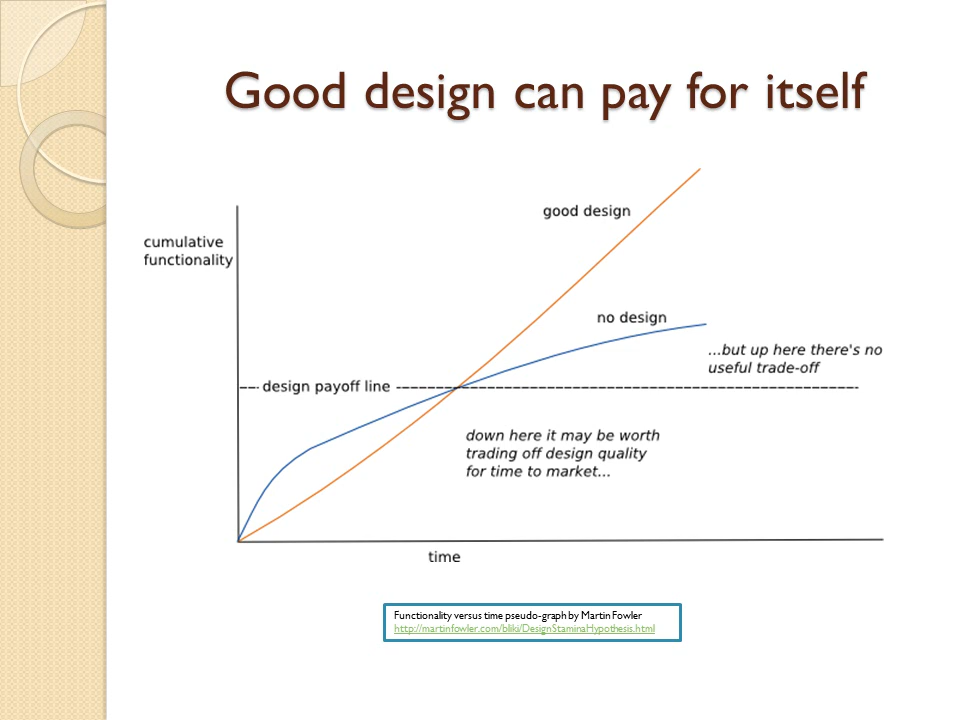 Good design can pay for itself
good design
cumulative
functionality
no design
...but up here there's no
useful trade-off
design payoff line
down here it may be worth
trading off design quality
for time to market...
time
Functionality versus time pseudo-graph by Martin Fowler
http://martinfowler.com/bliki/DesignStaminaHypothesis.html